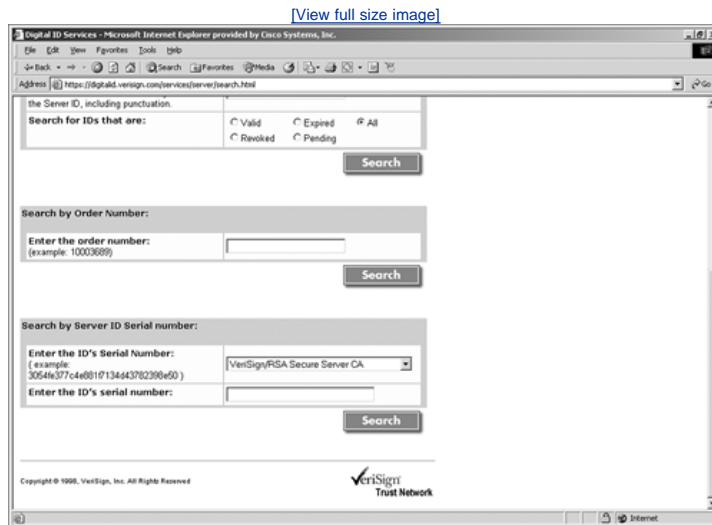 [View full size image]
Digital ID Services - Microsoft Internet Explorer provided by Cisco Systems, Inc.
File Edit View Favorites Tools Help
Back Search Favorites Media
Address https://digitalid.verisign.com/services/server/search.html Go
the Server ID, including punctuation.
Search for IDs that are:
Valid Expired All
Revoked Pending
Search
Search by Order Number:
Enter the order number:
(example: 10003689)
Search
Search by Server ID Serial number:
Enter the ID's Serial Number:
( example:
3054fe377c4e881f7134d43782398e50 )
VeriSign/RSA Secure Server CA
Enter the ID's serial number:
Search
Copyright © 1998, VeriSign, Inc. All Rights Reserved
VeriSign
Trust Network
Internet